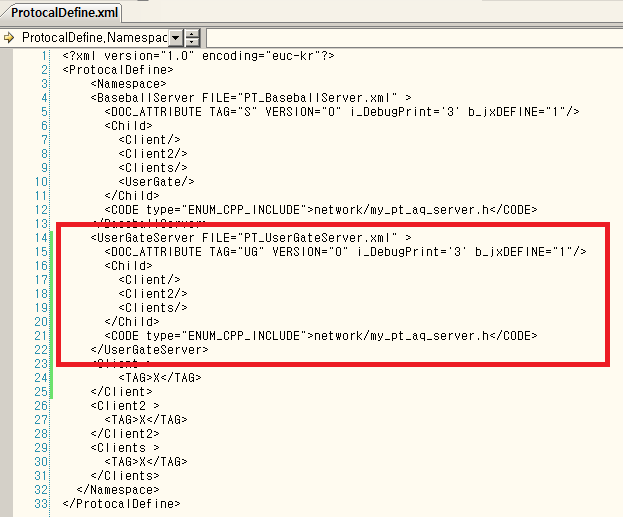 ProtocalDefine.xml
ProtocalDefine,Namespac
1 <?xml version="1.0" encoding="euc-kr"?>
2 <ProtocalDefine>
3 <Namespace>
4 <BaseballServer FILE="PT_BaseballServer.xml" >
5 <DOC_ATTRIBUTE TAG="S" VERSION="0" i_DebugPrint='3' b_jxDEFINE="1"/>
6 <Child>
7 <Client/>
8 <Client2/>
9 <Clients/>
10 <UserGate/>
11 </Child>
12 <CODE type="ENUM_CPP_INCLUDE">network/my_pt_aq_server.h</CODE>
13 </BaseballServer>
14 <UserGateServer FILE="PT_UserGateServer.xml" >
15 <DOC_ATTRIBUTE TAG="UG" VERSION="0" i_DebugPrint='3' b_jxDEFINE="1"/>
16 <Child>
17 <Client/>
18 <Client2/>
19 <Clients/>
20 </Child>
21 <CODE type="ENUM_CPP_INCLUDE">network/my_pt_aq_server.h</CODE>
22 </UserGateServer>
23 <Client >
24 <TAG>X</TAG>
25 </Client>
26 <Client2 >
27 <TAG>X</TAG>
28 </Client2>
29 <Clients >
30 <TAG>X</TAG>
31 </Clients>
32 </Namespace>
33 </ProtocalDefine>